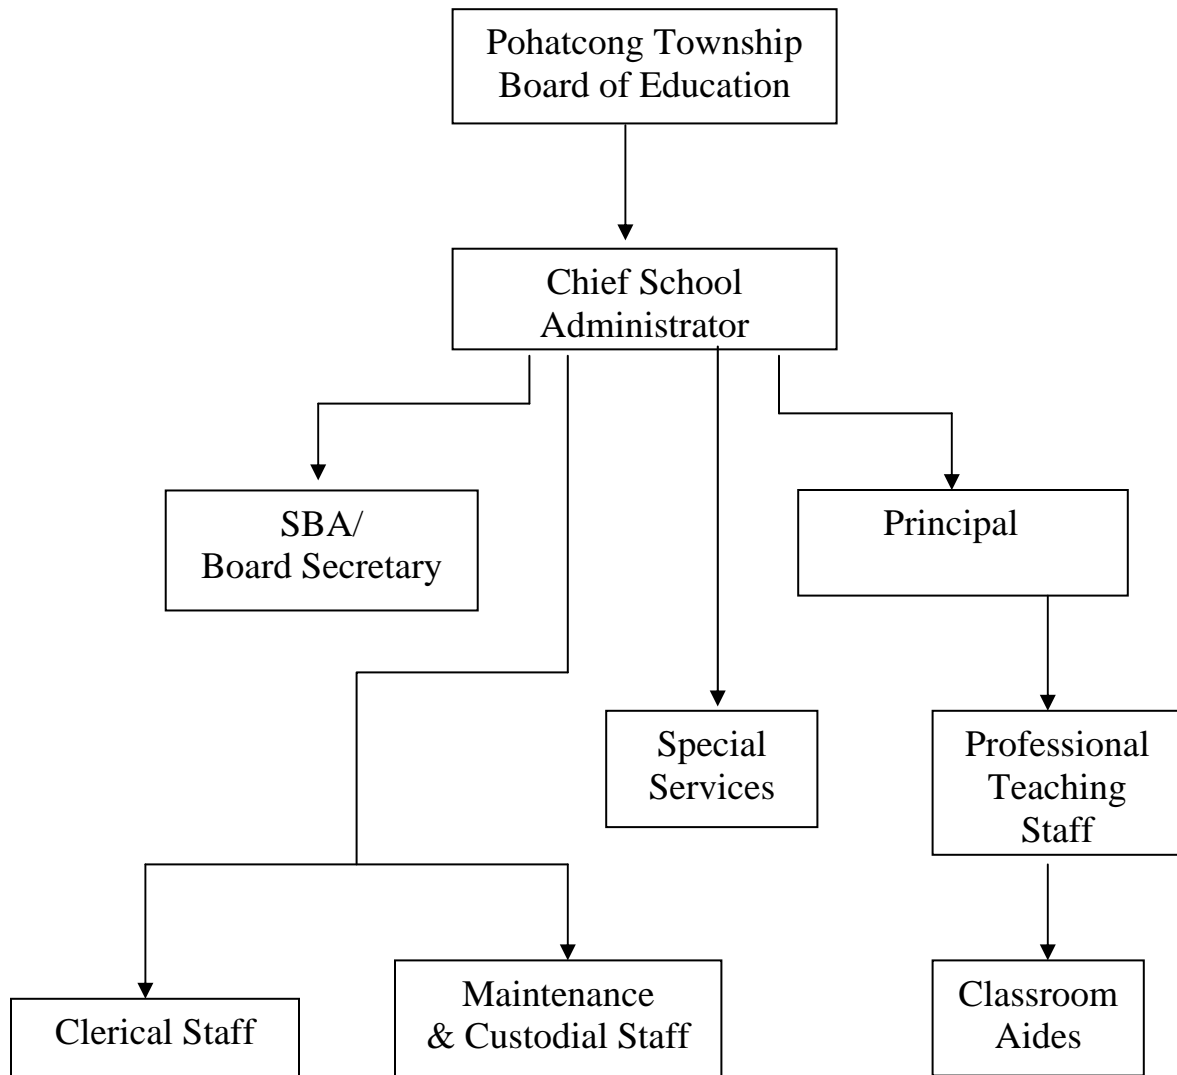 Pohatcong Township
Board of Education
Chief School
Administrator
SBA/
Board Secretary
Principal
Special
Services
Professional
Teaching
Staff
Clerical Staff
Maintenance
& Custodial Staff
Classroom
Aides